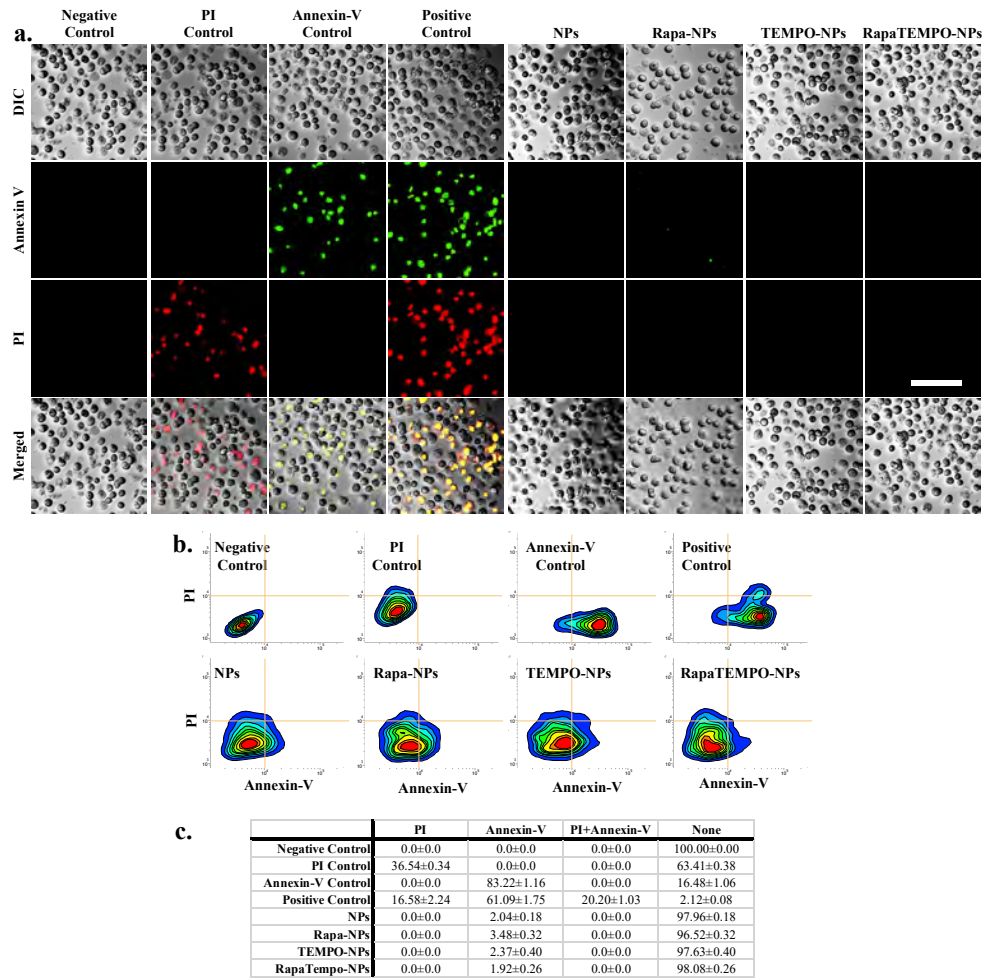 a.
Negative Control
PI Control
Annexin-V Control
Positive Control
NPs
Rapa-NPs
TEMPO-NPs
RapaTEMPO-NPs
DIC
Annexin V
PI
Merged
b.
Negative Control
PI Control
Annexin-V Control
Positive Control
PI
NPs
Rapa-NPs
TEMPO-NPs
RapaTEMPO-NPs
PI
Annexin-V
Annexin-V
Annexin-V
Annexin-V
c.
PI Annexin-V PI+Annexin-V None
Negative Control 0.0±0.0 0.0±0.0 0.0±0.0 100.00±0.00
PI Control 36.54±0.34 0.0±0.0 0.0±0.0 63.41±0.38
Annexin-V Control 0.0±0.0 83.22±1.16 0.0±0.0 16.48±1.06
Positive Control 16.58±2.24 61.09±1.75 20.20±1.03 2.12±0.08
NPs 0.0±0.0 2.04±0.18 0.0±0.0 97.96±0.18
Rapa-NPs 0.0±0.0 3.48±0.32 0.0±0.0 96.52±0.32
TEMPO-NPs 0.0±0.0 2.37±0.40 0.0±0.0 97.63±0.40
RapaTempo-NPs 0.0±0.0 1.92±0.26 0.0±0.0 98.08±0.26